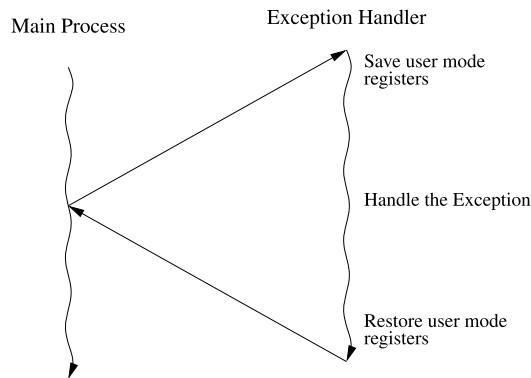 Main Process
Exception Handler
Save user mode
registers
Handle the Exception
Restore user mode
registers